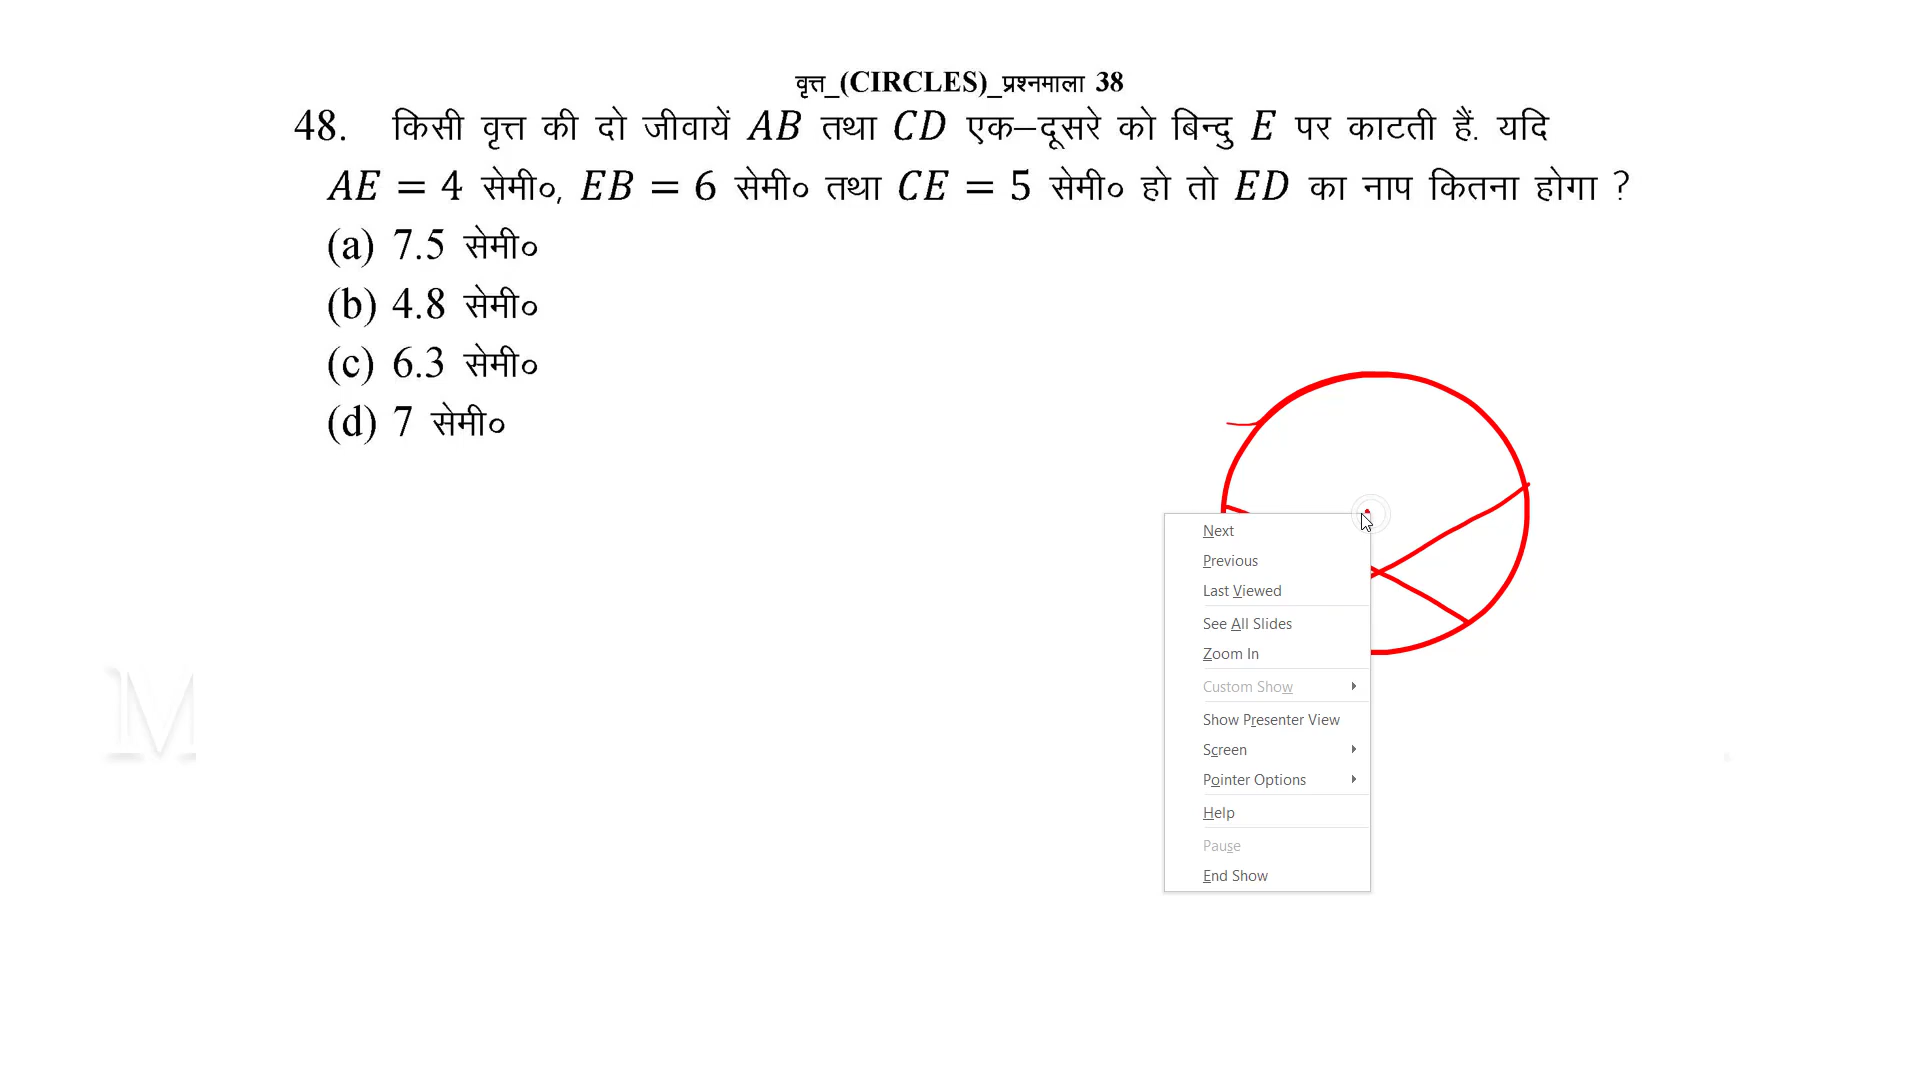 वृत्त_(CIRCLES)_प्रश्नमाला 38
48. किसी वृत्त की दो जीवायें AB तथा CD एक–दूसरे को बिन्दु E पर काटती हैं. यदि
AE = 4 सेमी०, EB = 6 सेमी० तथा CE = 5 सेमी० हो तो ED का नाप कितना होगा ?
(a) 7.5 सेमी०
(b) 4.8 सेमी०
(c) 6.3 सेमी०
(d) 7 सेमी०
Next
Previous
Last Viewed
See All Slides
Zoom In
Custom Show
Show Presenter View
Screen
Pointer Options
Help
Pause
End Show
M